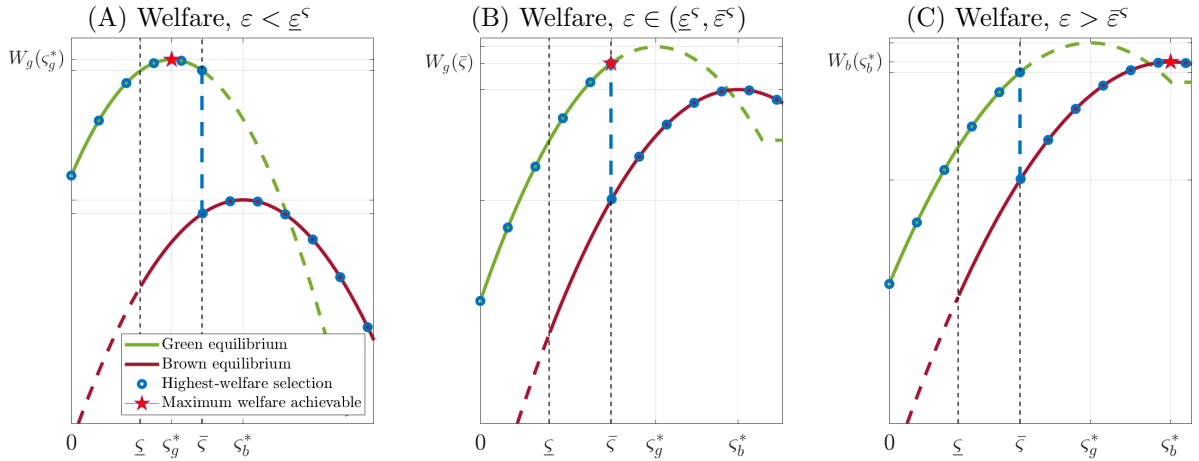 (A) Welfare, ε < ε̲^ς
W_g(ς_g^*)
0
ς̲
ς_g^*
ς̄
ς_b^*
Green equilibrium
Brown equilibrium
Highest-welfare selection
Maximum welfare achievable
(B) Welfare, ε ∈ (ε̲^ς, ε̄^ς)
W_g(ς̄)
0
ς̲
ς̄
ς_g^*
ς_b^*
(C) Welfare, ε > ε̄^ς
W_b(ς_b^*)
0
ς̲
ς̄
ς_g^*
ς_b^*